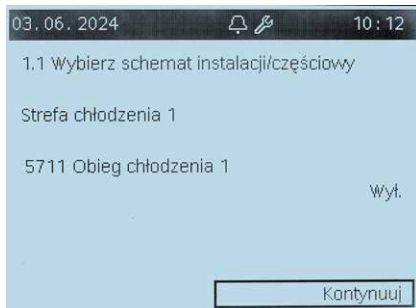 03.06.2024 10:12
1.1 Wybierz schemat instalacji/częściowy
Strefa chłodzenia 1
5711 Obieg chłodzenia 1
Wył.
Kontynuuj